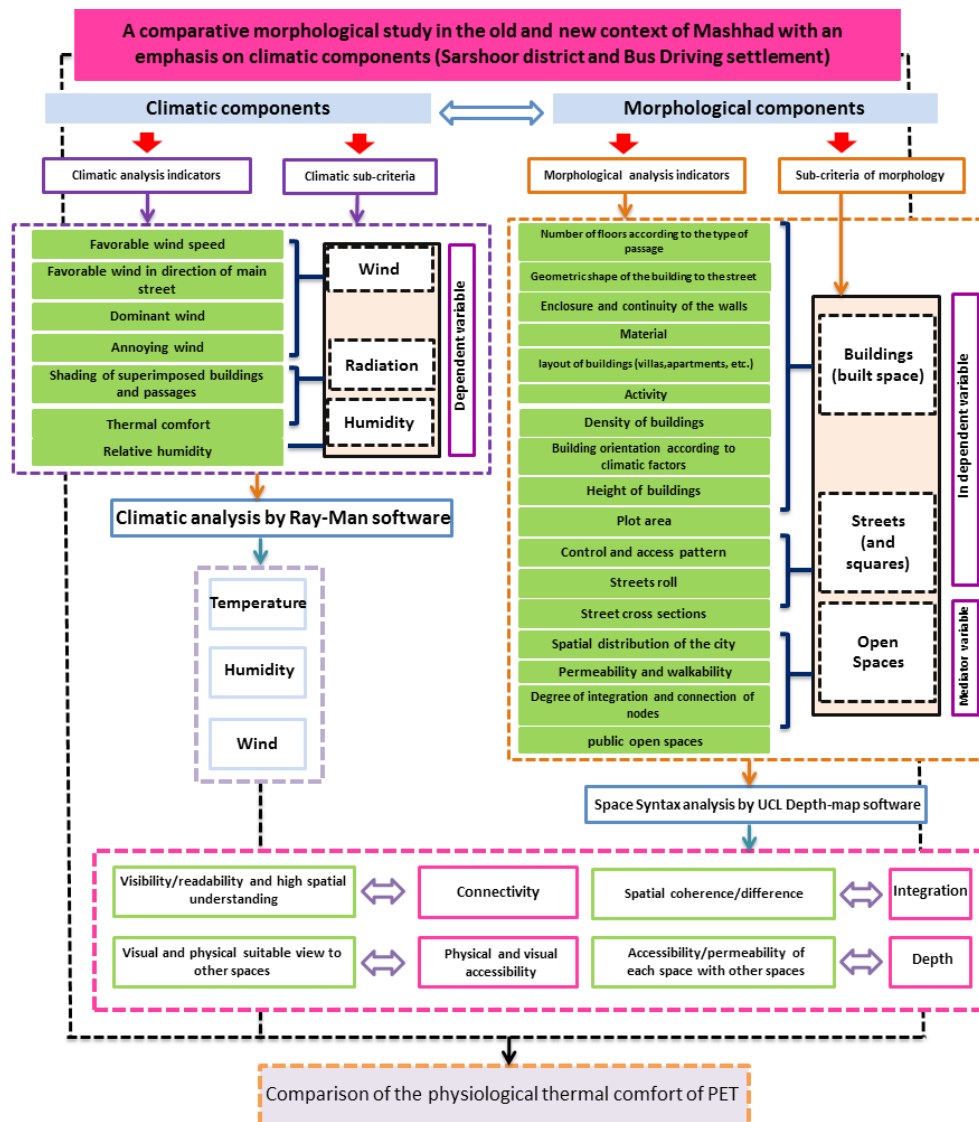 A comparative morphological study in the old and new context of Mashhad with an
emphasis on climatic components (Sarshoor district and Bus Driving settlement)
Climatic components
Morphological components
Climatic analysis indicators
Climatic sub-criteria
Morphological analysis indicators
Sub-criteria of morphology
Favorable wind speed
Favorable wind in direction of main
street
Dominant wind
Annoying wind
Shading of superimposed buildings
and passages
Thermal comfort
Relative humidity
Wind
Radiation
Humidity
Dependent variable
Number of floors according to the type of
passage
Geometric shape of the building to the street
Enclosure and continuity of the walls
Material
layout of buildings (villas,apartments, etc.)
Activity
Density of buildings
Building orientation according to
climatic factors
Height of buildings
Plot area
Control and access pattern
Streets roll
Street cross sections
Spatial distribution of the city
Permeability and walkability
Degree of integration and connection of
nodes
public open spaces
Buildings
(built space)
Streets
(and
squares)
Open
Spaces
In dependent variable
Mediator variable
Climatic analysis by Ray-Man software
Temperature
Humidity
Wind
Space Syntax analysis by UCL Depth-map software
Visibility/readability and high spatial
understanding
Connectivity
Spatial coherence/difference
Integration
Visual and physical suitable view to
other spaces
Physical and visual
accessibility
Accessibility/permeability of
each space with other spaces
Depth
Comparison of the physiological thermal comfort of PET